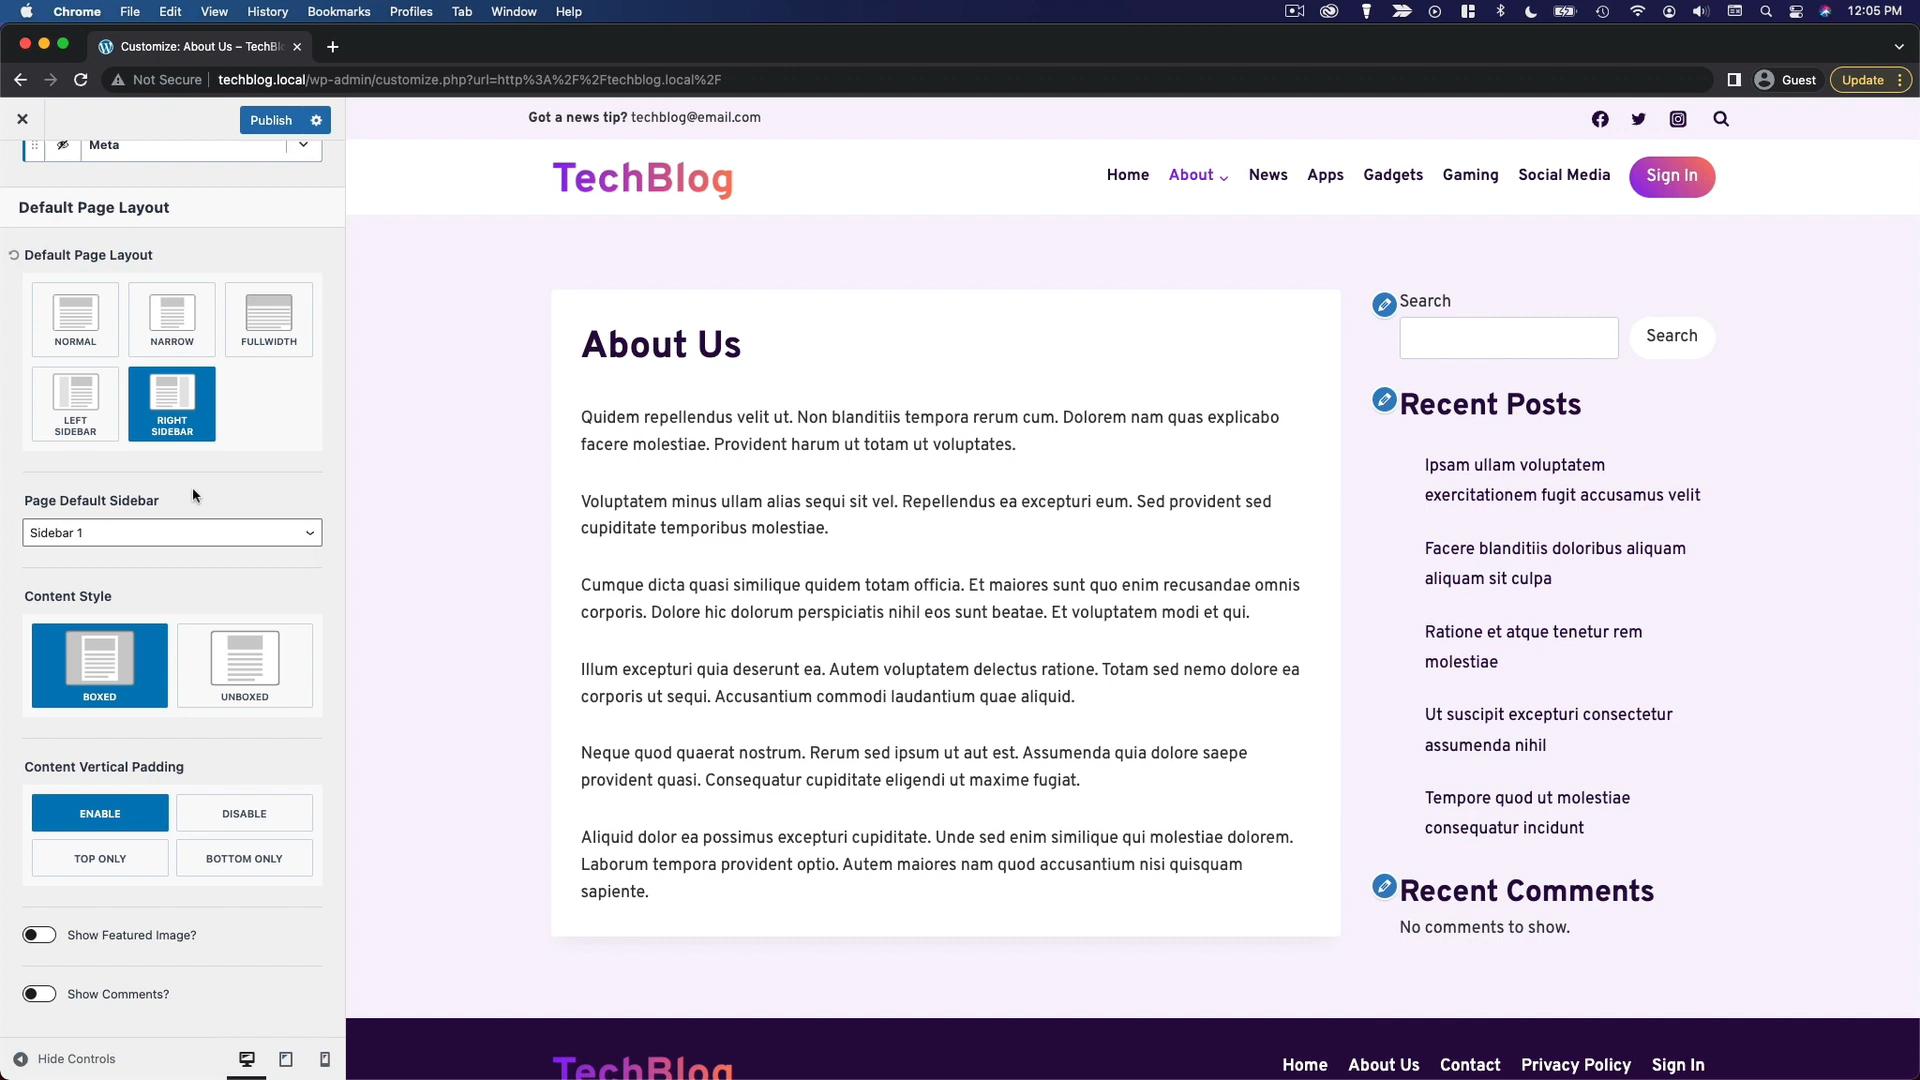 Chrome File Edit View History Bookmarks Profiles Tab Window Help 12:05 PM
Customize: About Us – TechBl
Not Secure techblog.local/wp-admin/customize.php?url=http%3A%2F%2Ftechblog.local%2F Guest Update
Publish
Meta
Default Page Layout
Default Page Layout
NORMAL NARROW FULLWIDTH
LEFT SIDEBAR
RIGHT SIDEBAR
Page Default Sidebar
Sidebar 1
Content Style
BOXED UNBOXED
Content Vertical Padding
ENABLE DISABLE
TOP ONLY BOTTOM ONLY
Show Featured Image?
Show Comments?
Hide Controls
Got a news tip? techblog@email.com
TechBlog
Home About News Apps Gadgets Gaming Social Media Sign In
About Us
Quidem repellendus velit ut. Non blanditiis tempora rerum cum. Dolorem nam quas explicabo
facere molestiae. Provident harum ut totam ut voluptates.
Voluptatem minus ullam alias sequi sit vel. Repellendus ea excepturi eum. Sed provident sed
cupiditate temporibus molestiae.
Cumque dicta quasi similique quidem totam officia. Et maiores sunt quo enim recusandae omnis
corporis. Dolore hic dolorum perspiciatis nihil eos sunt beatae. Et voluptatem modi et qui.
Illum excepturi quia deserunt ea. Autem voluptatem delectus ratione. Totam sed nemo dolore ea
corporis ut sequi. Accusantium commodi laudantium quae aliquid.
Neque quod quaerat nostrum. Rerum sed ipsum ut aut est. Assumenda quia dolore saepe
provident quasi. Consequatur cupiditate eligendi ut maxime fugiat.
Aliquid dolor ea possimus excepturi cupiditate. Unde sed enim similique qui molestiae dolorem.
Laborum tempora provident optio. Autem maiores nam quod accusantium nisi quisquam
sapiente.
Search
Search
Recent Posts
Ipsam ullam voluptatem
exercitationem fugit accusamus velit
Facere blanditiis doloribus aliquam
aliquam sit culpa
Ratione et atque tenetur rem
molestiae
Ut suscipit excepturi consectetur
assumenda nihil
Tempore quod ut molestiae
consequatur incidunt
Recent Comments
No comments to show.
TechBlog
Home About Us Contact Privacy Policy Sign In